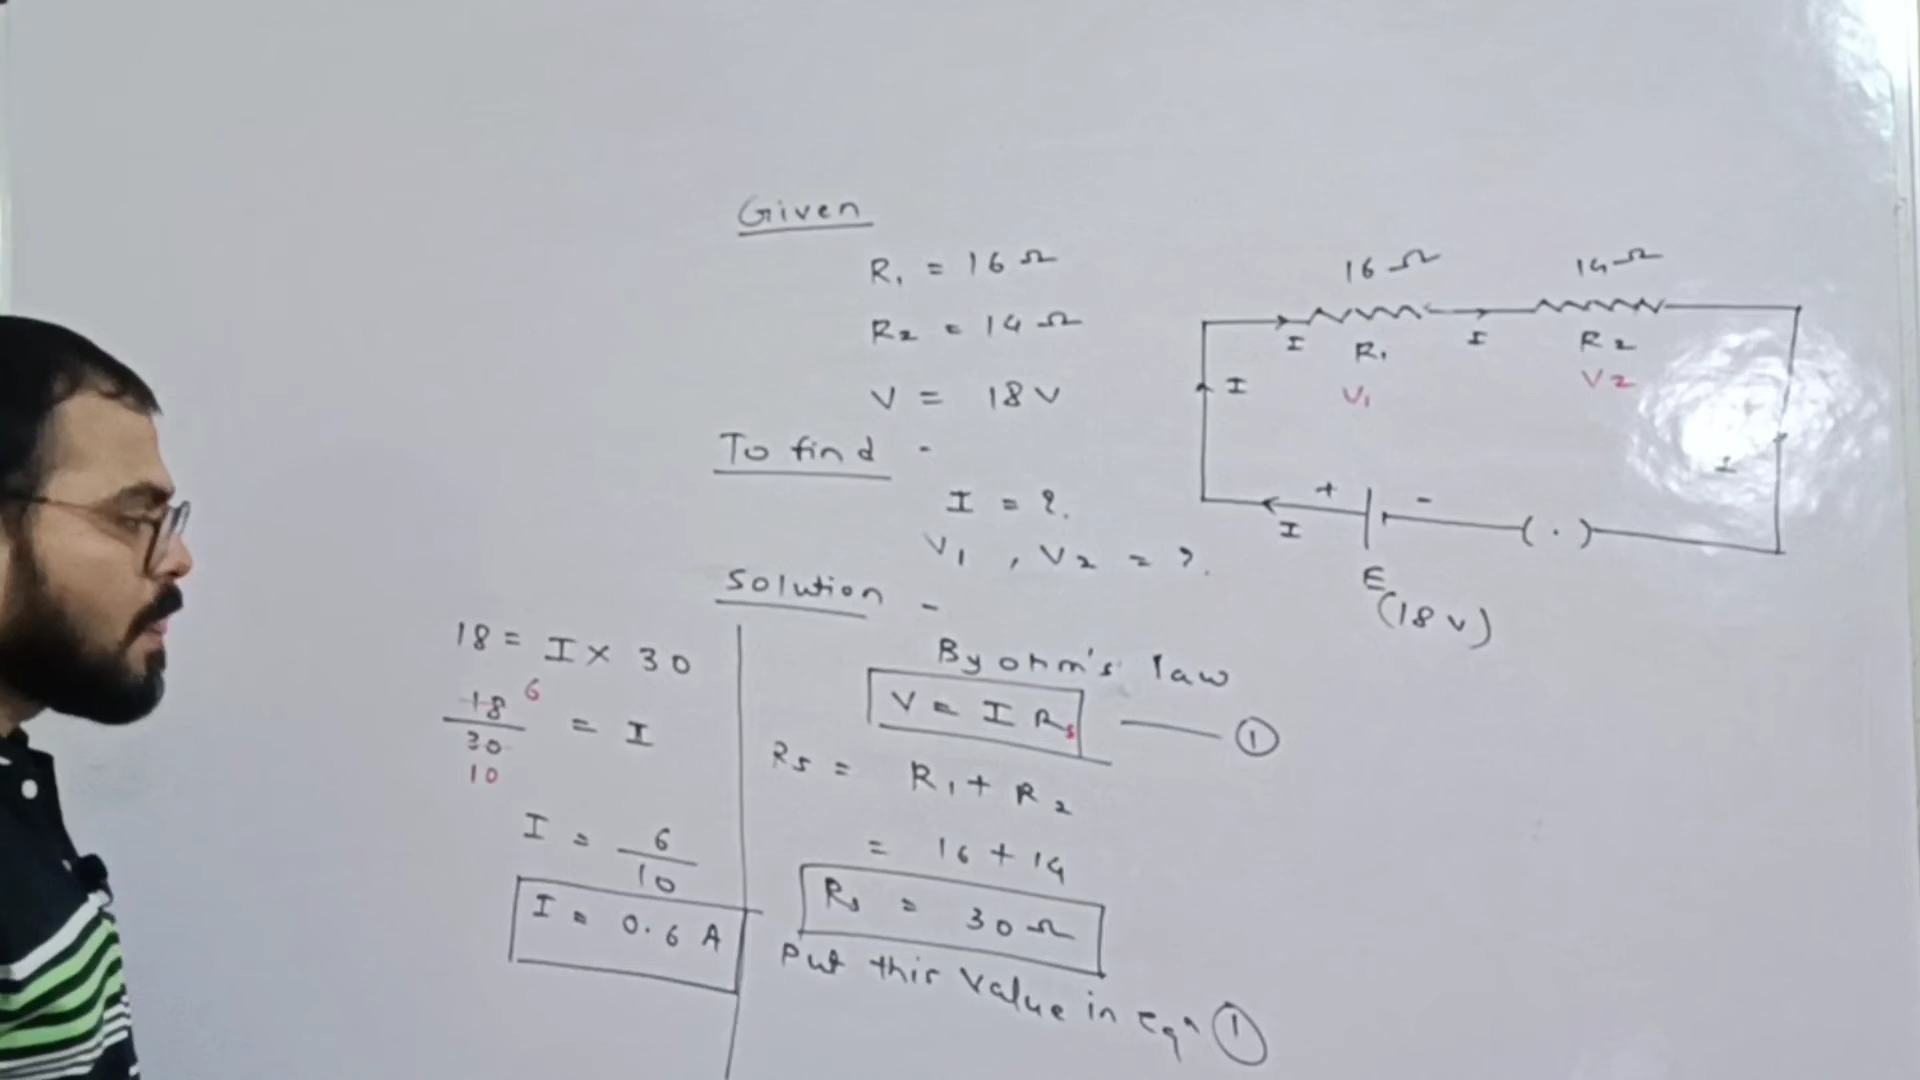 Given
R₁ = 16 Ω
R₂ = 14 Ω
V = 18 V
To find -
I = ?.
V₁ , V₂ = ?.
Solution -
By ohm's law
V = I Rs ——— ①
Rs = R₁ + R₂
= 16 + 14
Rs = 30 Ω
Put this value in eqⁿ ①
18 = I × 30
18 6
30 = I
10
I = 6
10
I = 0.6 A
16 Ω 14 Ω
I R₁ I R₂
I V₁ V₂
I
+ -
I ( . )
E
(18 V)